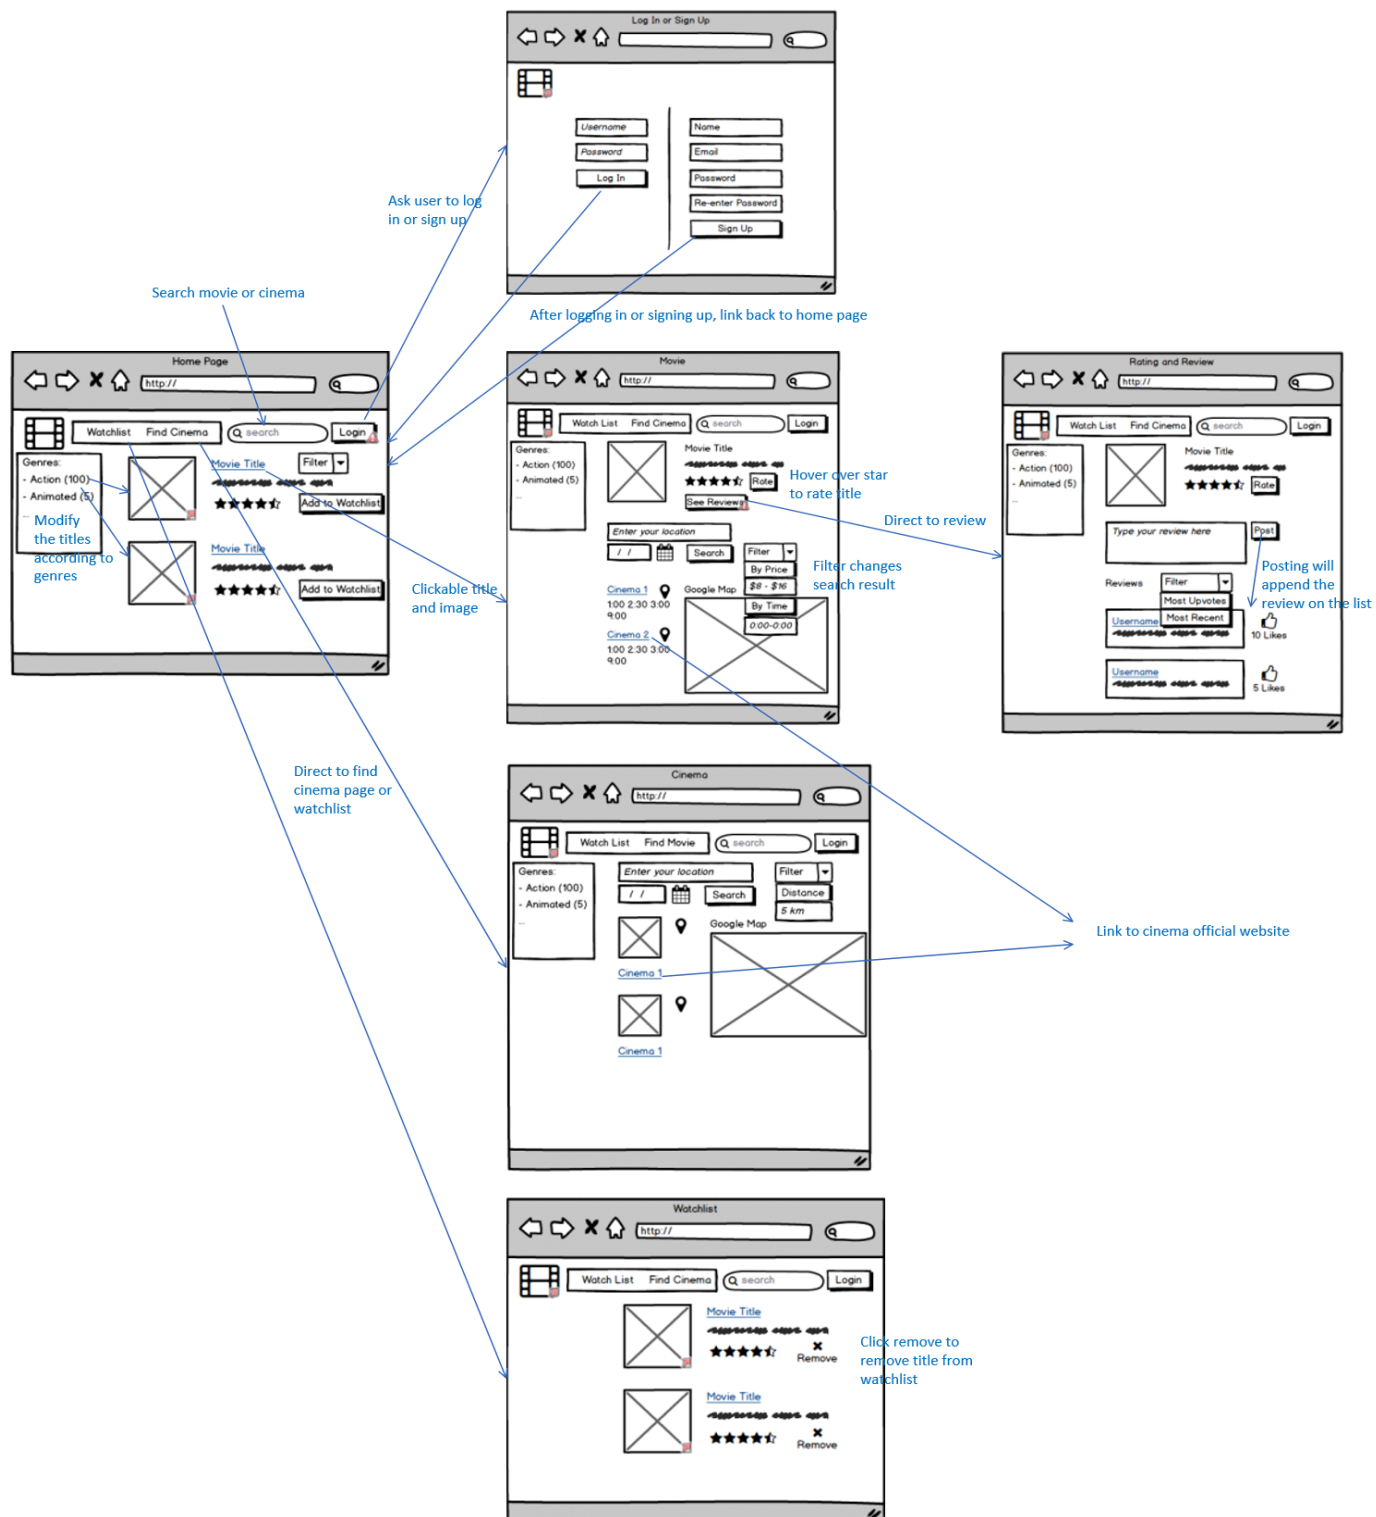 Log In or Sign Up
Username
Password
Log In
Name
Email
Password
Re-enter Password
Sign Up
Ask user to log
in or sign up
Search movie or cinema
After logging in or signing up, link back to home page
Home Page
http://
Watchlist Find Cinema
search
Login
Genres:
- Action (100)
- Animated (5)
...
Modify
the titles
according to
genres
Movie Title
Filter
Add to Watchlist
Movie Title
Add to Watchlist
Clickable title
and image
Movie
http://
Watch List Find Cinema
search
Login
Genres:
- Action (100)
- Animated (5)
...
Movie Title
Rate
See Reviews
Hover over star
to rate title
Enter your location
/ /
Search
Filter
By Price
$8 - $16
By Time
0:00-0:00
Filter changes
search result
Cinema 1
1:00 2:30 3:00
9:00
Cinema 2
1:00 2:30 3:00
9:00
Google Map
Direct to review
Rating and Review
http://
Watch List Find Cinema
search
Login
Genres:
- Action (100)
- Animated (5)
...
Movie Title
Rate
Type your review here
Post
Posting will
append the
review on the list
Reviews
Filter
Most Upvotes
Most Recent
Username
10 Likes
Username
5 Likes
Direct to find
cinema page or
watchlist
Cinema
http://
Watch List Find Movie
search
Login
Genres:
- Action (100)
- Animated (5)
...
Enter your location
/ /
Search
Filter
Distance
5 km
Google Map
Cinema 1
Cinema 1
Link to cinema official website
Watchlist
http://
Watch List Find Cinema
search
Login
Movie Title
Remove
Movie Title
Remove
Click remove to
remove title from
watchlist